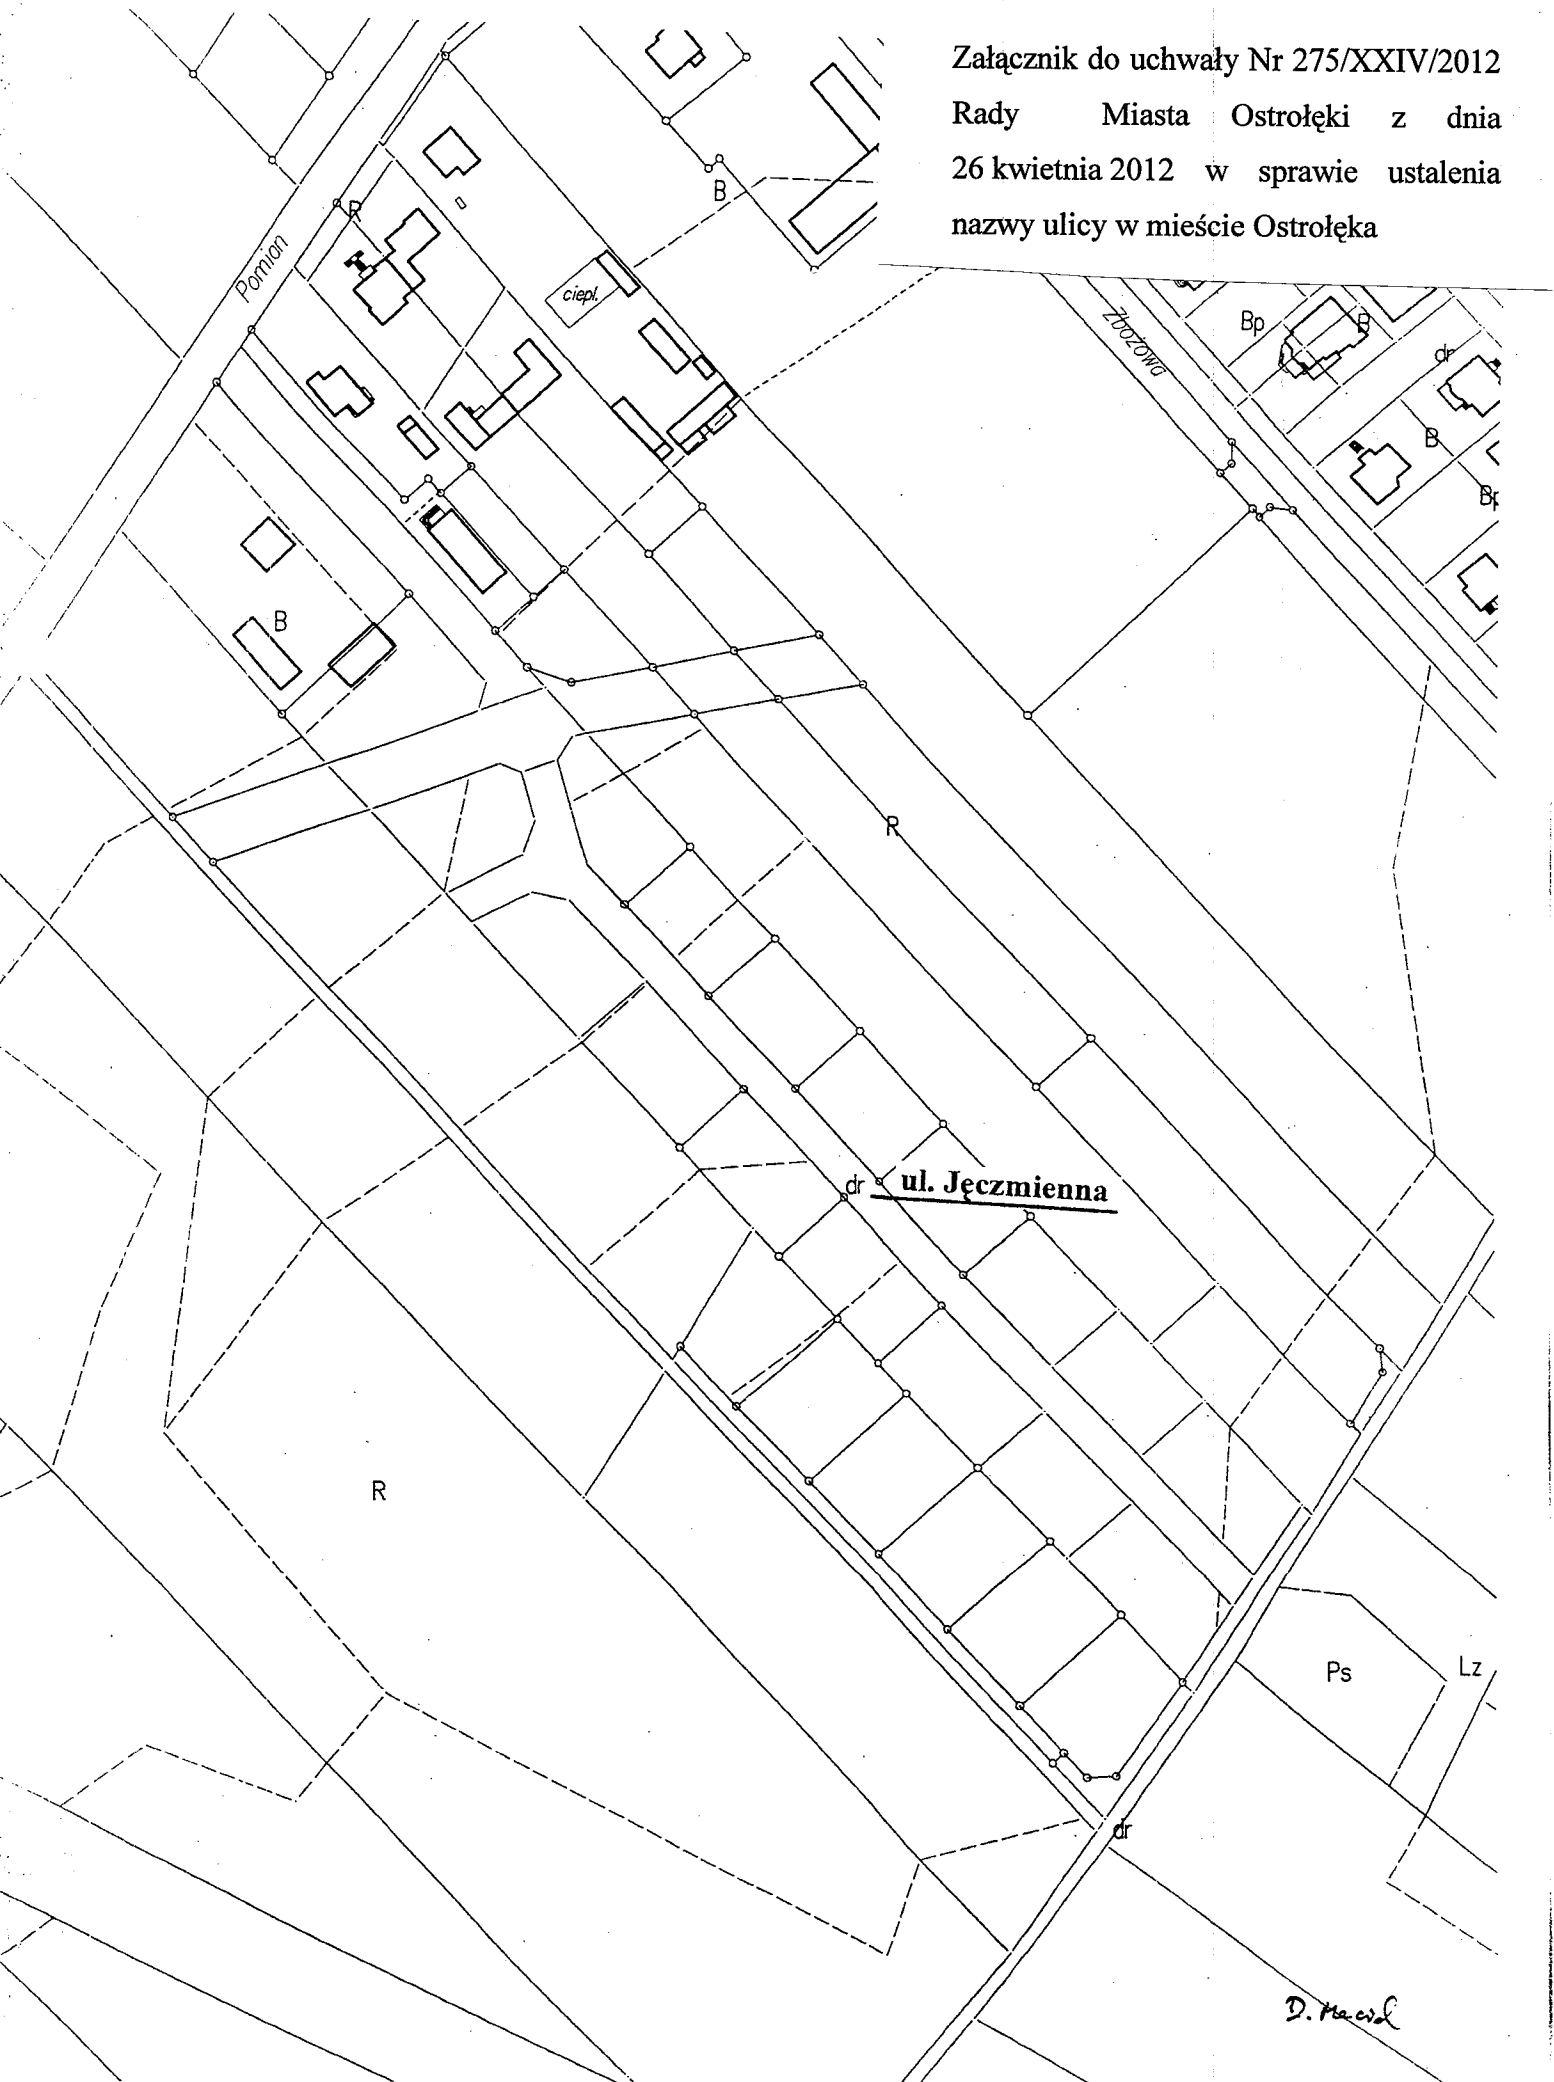 Załącznik do uchwały Nr 275/XXIV/2012
Rady Miasta Ostrołęki z dnia
26 kwietnia 2012 w sprawie ustalenia
nazwy ulicy w mieście Ostrołęka
B
R
Pomian
ciepł.
Zbożowa
Bp
B
dr
B
Bp
B
R
dr
ul. Jęczmienna
R
Ps
Lz
dr